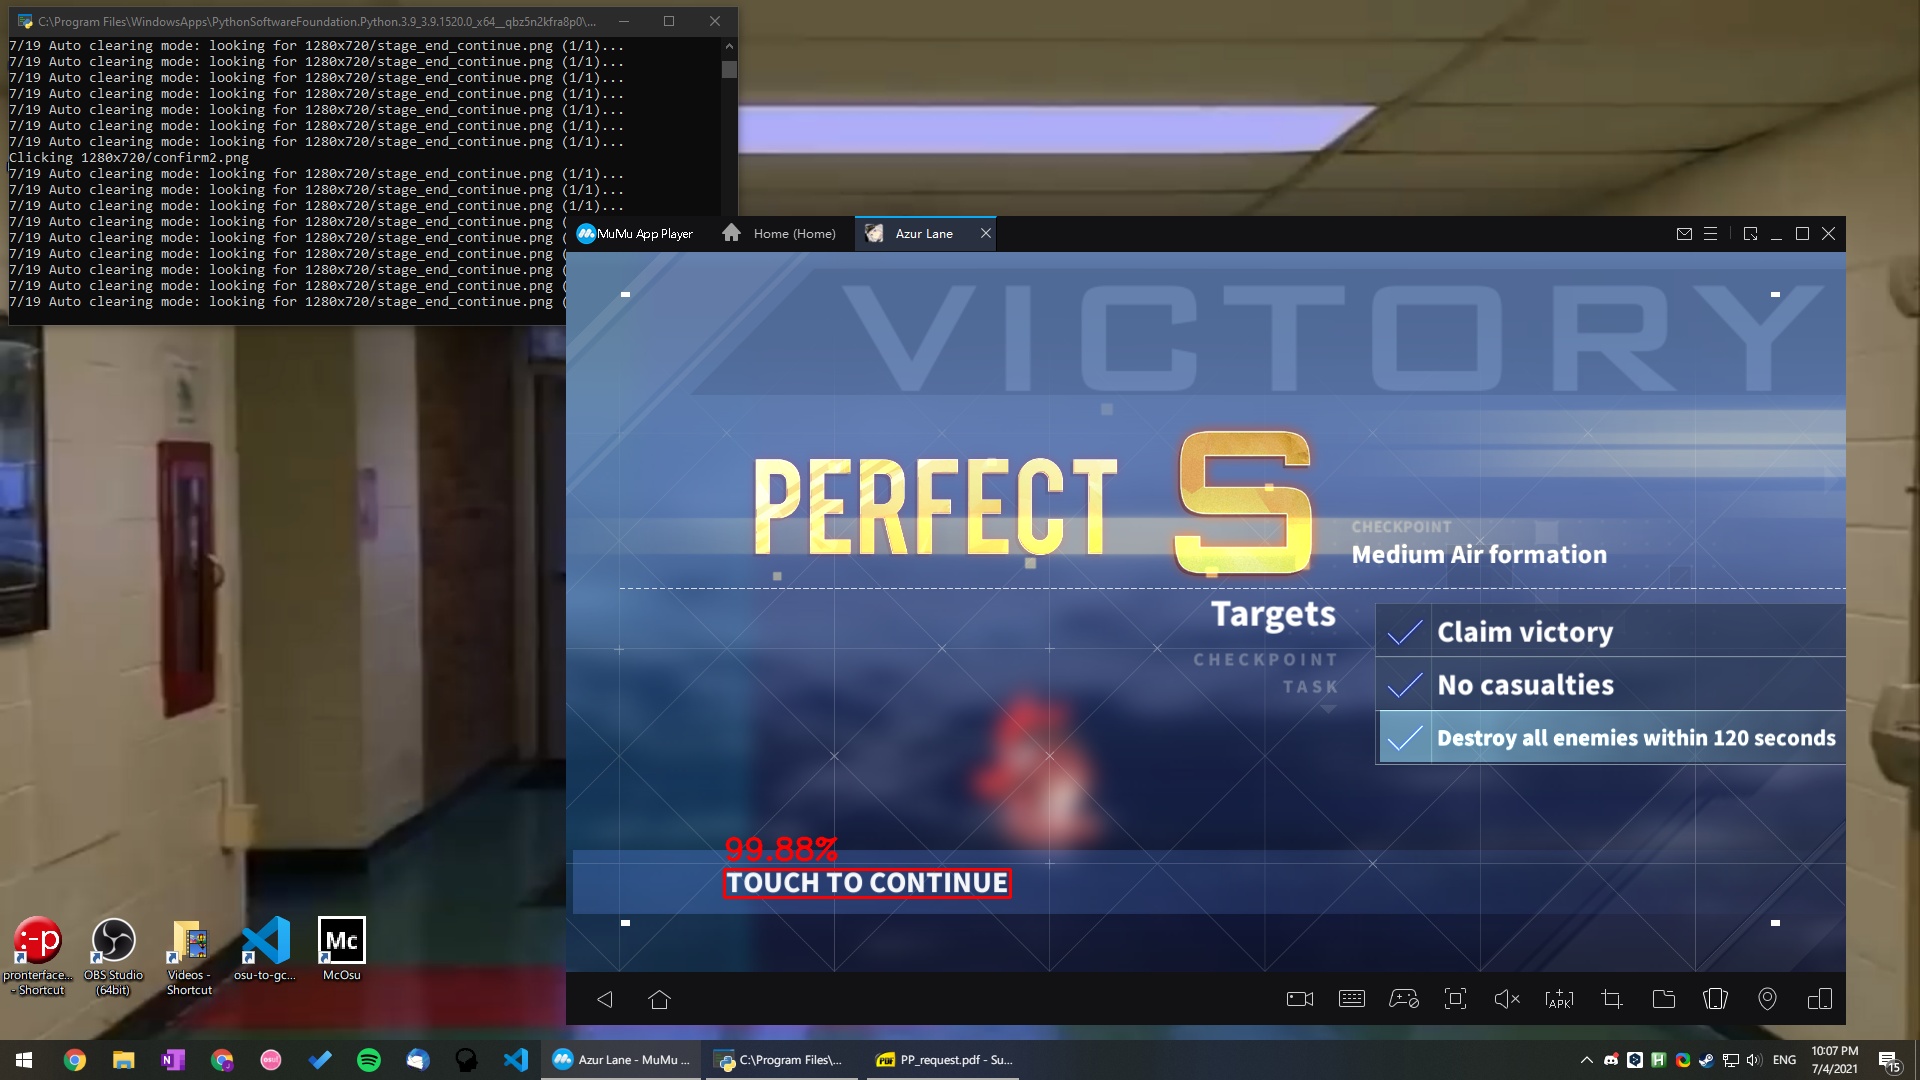 C:\Program Files\WindowsApps\PythonSoftwareFoundation.Python.3.9_3.9.1520.0_x64__qbz5n2kfra8p0\...
7/19 Auto clearing mode: looking for 1280x720/stage_end_continue.png (1/1)...
7/19 Auto clearing mode: looking for 1280x720/stage_end_continue.png (1/1)...
7/19 Auto clearing mode: looking for 1280x720/stage_end_continue.png (1/1)...
7/19 Auto clearing mode: looking for 1280x720/stage_end_continue.png (1/1)...
7/19 Auto clearing mode: looking for 1280x720/stage_end_continue.png (1/1)...
7/19 Auto clearing mode: looking for 1280x720/stage_end_continue.png (1/1)...
7/19 Auto clearing mode: looking for 1280x720/stage_end_continue.png (1/1)...
Clicking 1280x720/confirm2.png
7/19 Auto clearing mode: looking for 1280x720/stage_end_continue.png (1/1)...
7/19 Auto clearing mode: looking for 1280x720/stage_end_continue.png (1/1)...
7/19 Auto clearing mode: looking for 1280x720/stage_end_continue.png (1/1)...
7/19 Auto clearing mode: looking for 1280x720/stage_end_continue.png (
7/19 Auto clearing mode: looking for 1280x720/stage_end_continue.png (
7/19 Auto clearing mode: looking for 1280x720/stage_end_continue.png (
7/19 Auto clearing mode: looking for 1280x720/stage_end_continue.png (
7/19 Auto clearing mode: looking for 1280x720/stage_end_continue.png (
7/19 Auto clearing mode: looking for 1280x720/stage_end_continue.png (
MuMu App Player
Home (Home)
Azur Lane
VICTORY
PERFECT S
CHECKPOINT
Medium Air formation
Targets
CHECKPOINT
TASK
Claim victory
No casualties
Destroy all enemies within 120 seconds
99.88%
TOUCH TO CONTINUE
APK
:-p
pronterface...
- Shortcut
OBS Studio
(64bit)
Videos -
Shortcut
osu-to-gc...
Mc
McOsu
Azur Lane - MuMu ...
C:\Program Files\...
PDF
PP_request.pdf - Su...
osu!
N
H
ENG
10:07 PM
7/4/2021
15